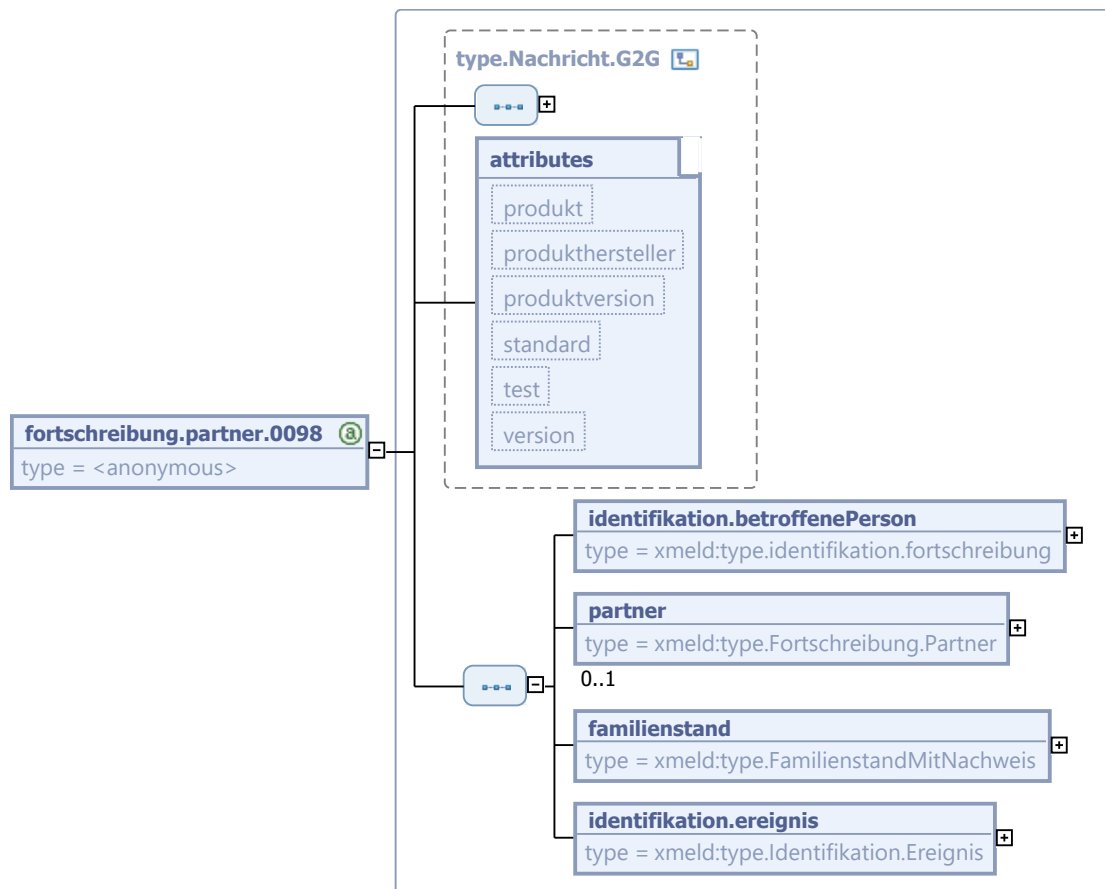 type.Nachricht.G2G
attributes
produkt
produkthersteller
produktversion
standard
test
version
fortschreibung.partner.0098 @
type = <anonymous>
identifikation.betroffenePerson
type = xmeld:type.identifikation.fortschreibung
partner
type = xmeld:type.Fortschreibung.Partner
0..1
familienstand
type = xmeld:type.FamilienstandMitNachweis
identifikation.ereignis
type = xmeld:type.Identifikation.Ereignis